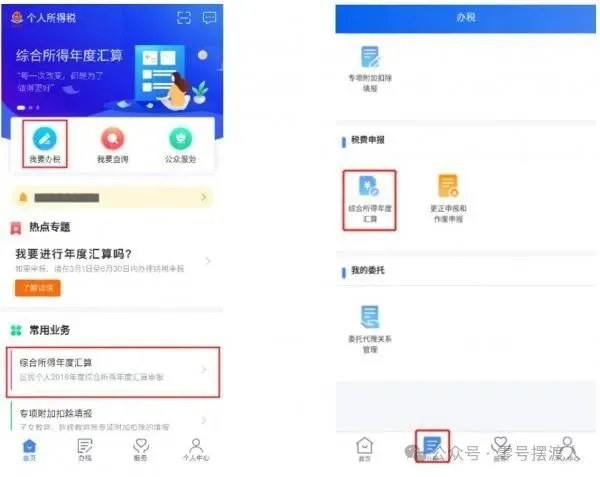 个人所得税
综合所得年度汇算
“每一次改变，都是为了
值得更好”
我要办税
我要查询
公众服务
热点专题
我要进行年度汇算吗?
如需申报，请在3月1日至6月30日内办理结税申报
了解详情
常用业务
综合所得年度汇算
居民个人2019年度综合所得年度汇算申报
专项附加扣除填报
子女教育、继续教育等专项附加扣除的填报
首页
办税
服务
个人中心
办税
专项附加扣除
填报
税费申报
综合所得年度
汇算
更正申报和
作废申报
我的委托
委托代理关系
管理
首页
公众号 · 零号摆渡人